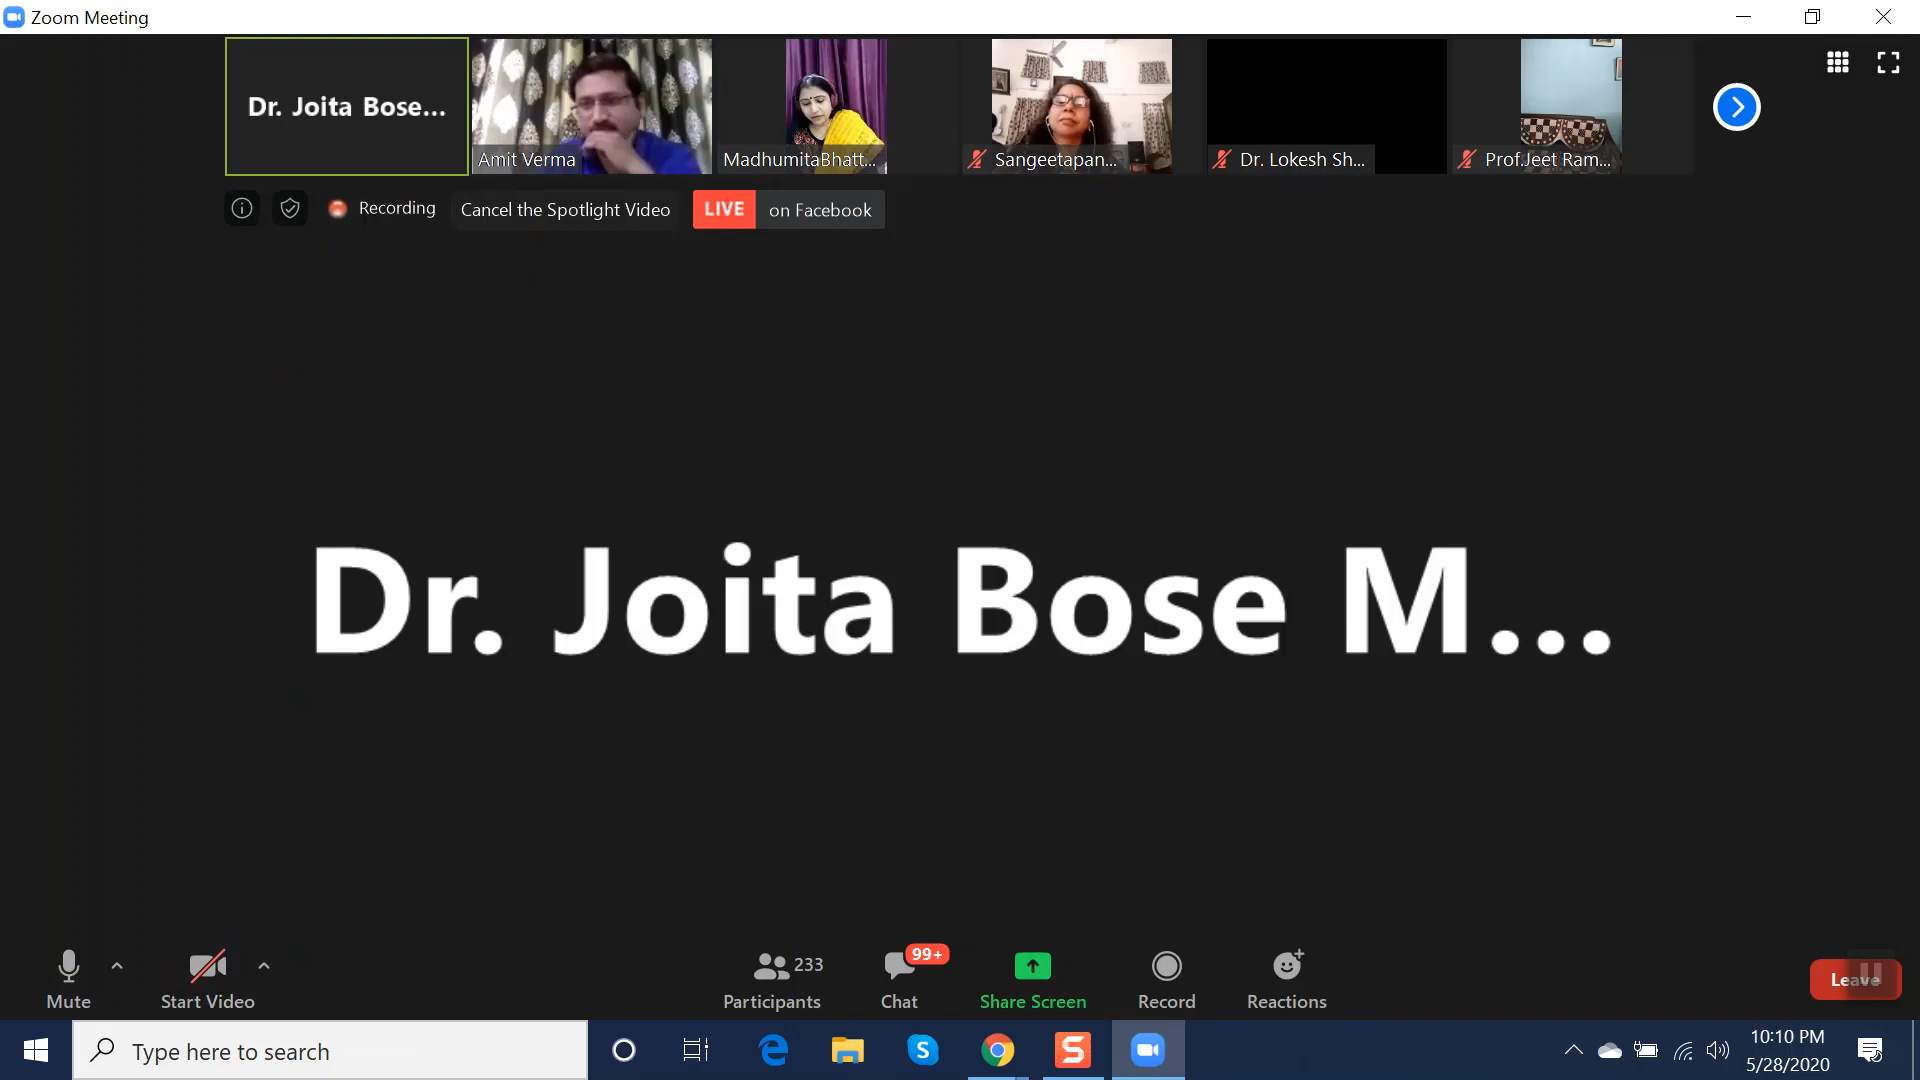 Zoom Meeting
Dr. Joita Bose...
Amit Verma
MadhumitaBhatt...
Sangeetapan...
Dr. Lokesh Sh...
Prof.Jeet Ram...
Recording
Cancel the Spotlight Video
LIVE on Facebook
Dr. Joita Bose M...
233
99+
Mute
Start Video
Participants
Chat
Share Screen
Record
Reactions
Leave
Type here to search
10:10 PM
5/28/2020